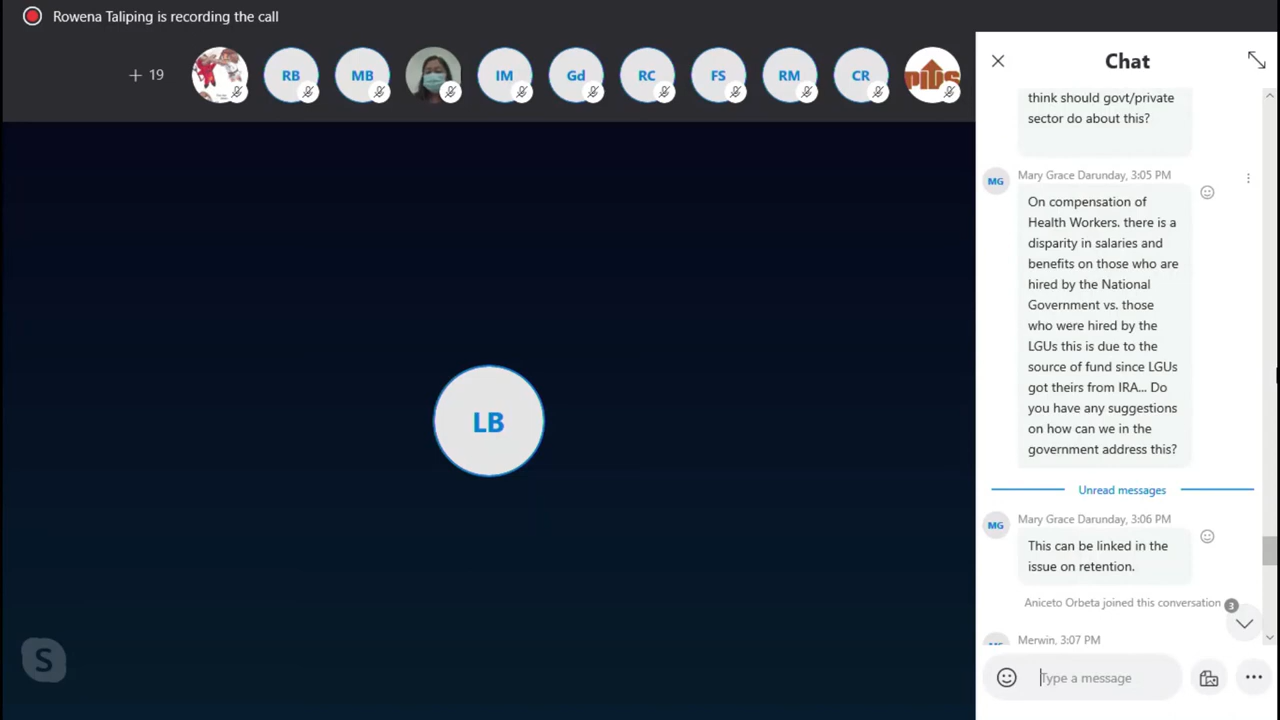 Rowena Taliping is recording the call
+ 19
RB
MB
IM
Gd
RC
FS
RM
CR
PIDS
LB
S
Chat
think should govt/private
sector do about this?
MG
Mary Grace Darunday, 3:05 PM
On compensation of
Health Workers. there is a
disparity in salaries and
benefits on those who are
hired by the National
Government vs. those
who were hired by the
LGUs this is due to the
source of fund since LGUs
got theirs from IRA... Do
you have any suggestions
on how can we in the
government address this?
Unread messages
MG
Mary Grace Darunday, 3:06 PM
This can be linked in the
issue on retention.
Aniceto Orbeta joined this conversation
3
Merwin, 3:07 PM
Type a message